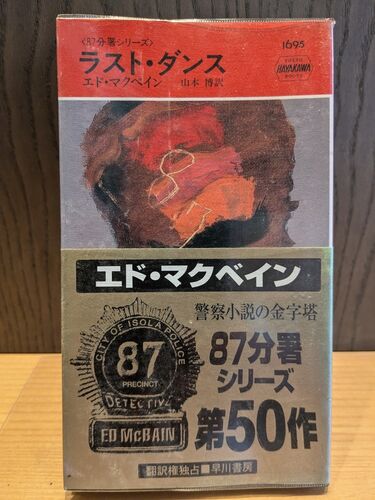 〈87分署シリーズ〉
ラスト・ダンス
エド・マクベイン 山本 博訳
1695
HAYAKAWA
エド・マクベイン
警察小説の金字塔
87分署
シリーズ
第50作
CITY OF ISOLA POLICE
87
PRECINCT
DETECTIVE
ED McBAIN
翻訳権独占■早川書房